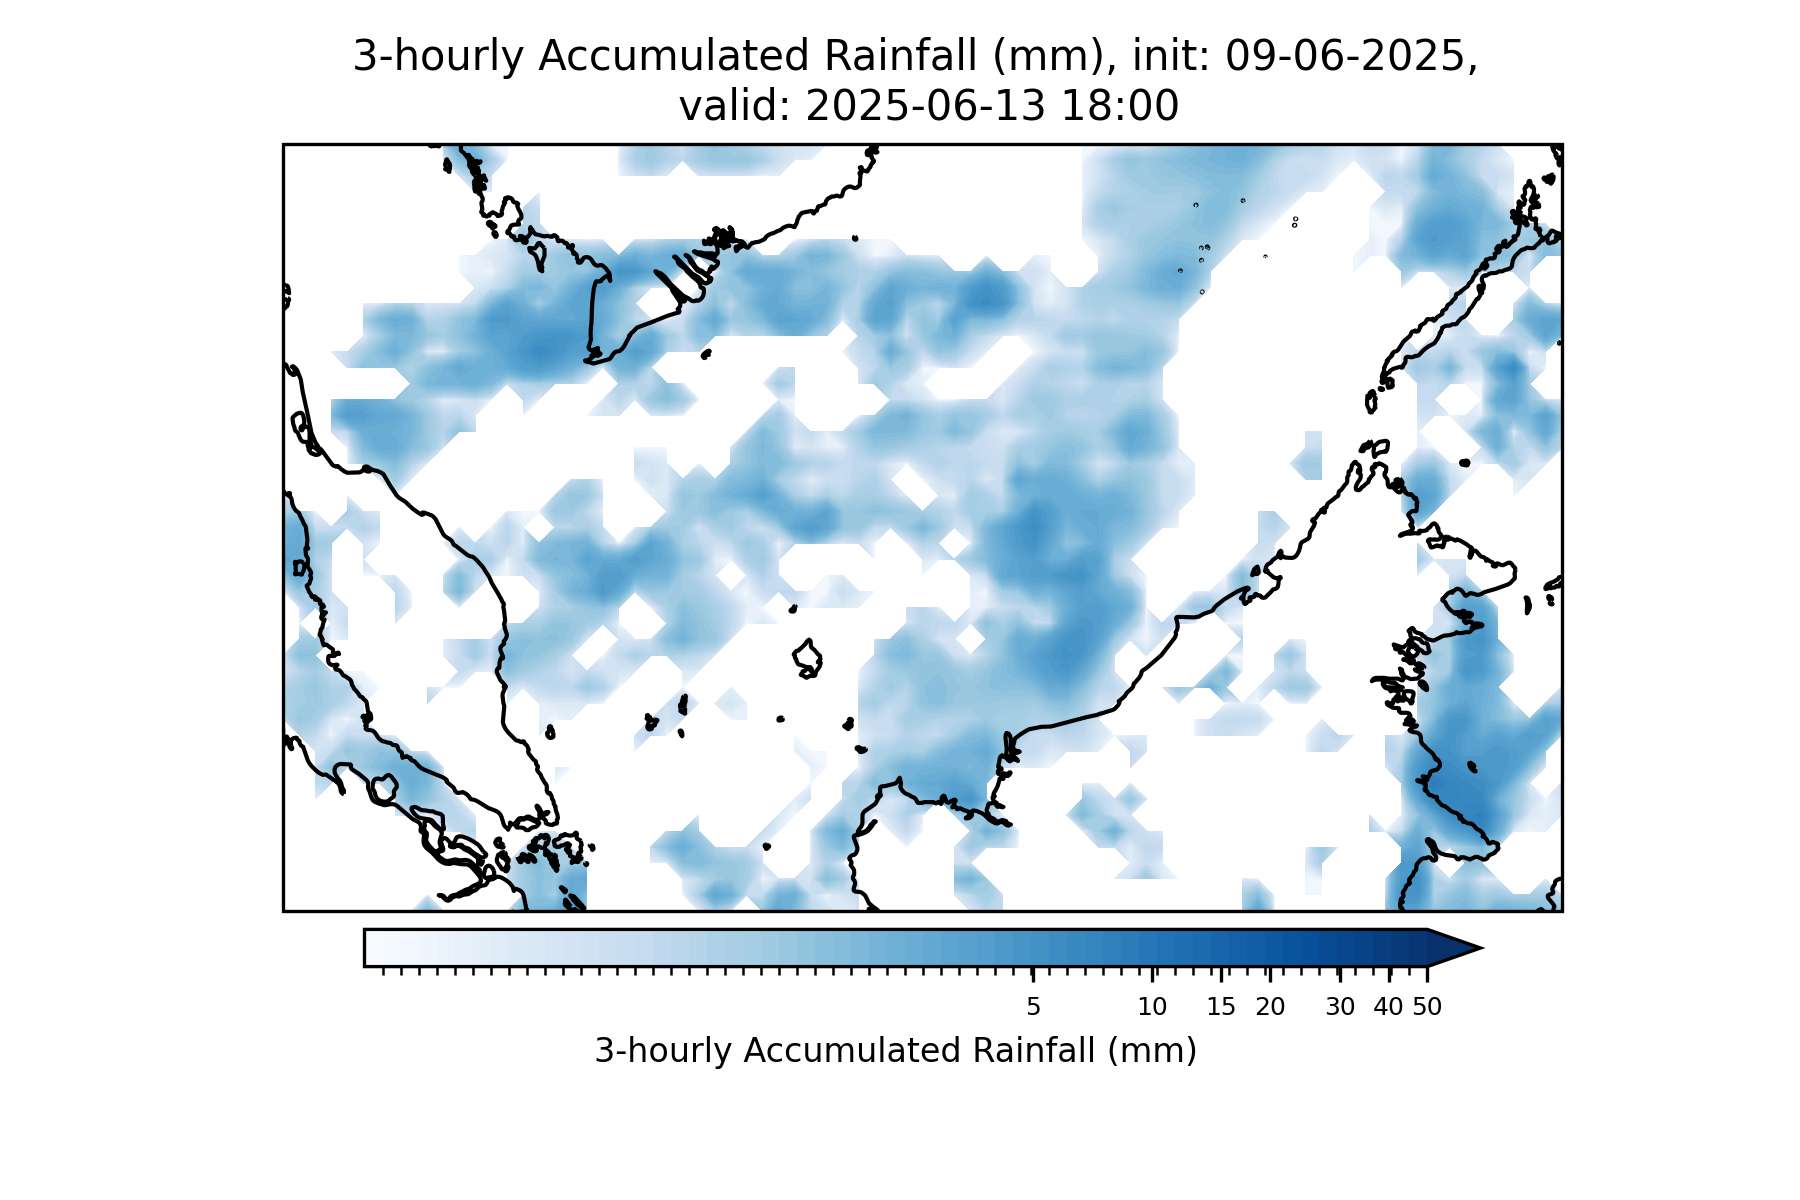 3-hourly Accumulated Rainfall (mm), init: 09-06-2025,
valid: 2025-06-13 18:00
5 10 15 20 30 40 50
3-hourly Accumulated Rainfall (mm)